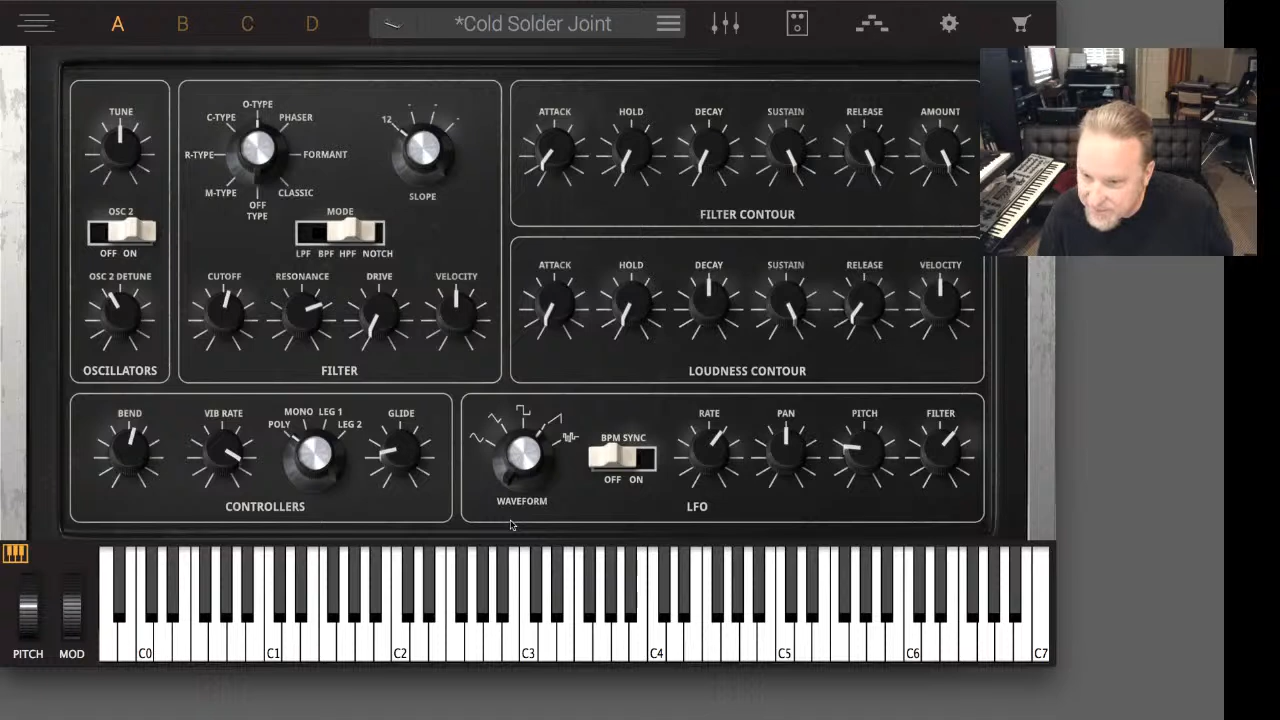 A B C D *Cold Solder Joint
TUNE
OSC 2
OFF ON
OSC 2 DETUNE
OSCILLATORS
O-TYPE
C-TYPE PHASER
R-TYPE FORMANT
M-TYPE CLASSIC
OFF
TYPE
12
SLOPE
MODE
LPF BPF HPF NOTCH
CUTOFF RESONANCE DRIVE VELOCITY
FILTER
ATTACK HOLD DECAY SUSTAIN RELEASE AMOUNT
FILTER CONTOUR
ATTACK HOLD DECAY SUSTAIN RELEASE VELOCITY
LOUDNESS CONTOUR
BEND VIB RATE MONO LEG 1 GLIDE
POLY LEG 2
CONTROLLERS
WAVEFORM
BPM SYNC
OFF ON
RATE PAN PITCH FILTER
LFO
PITCH MOD
C0 C1 C2 C3 C4 C5 C6 C7